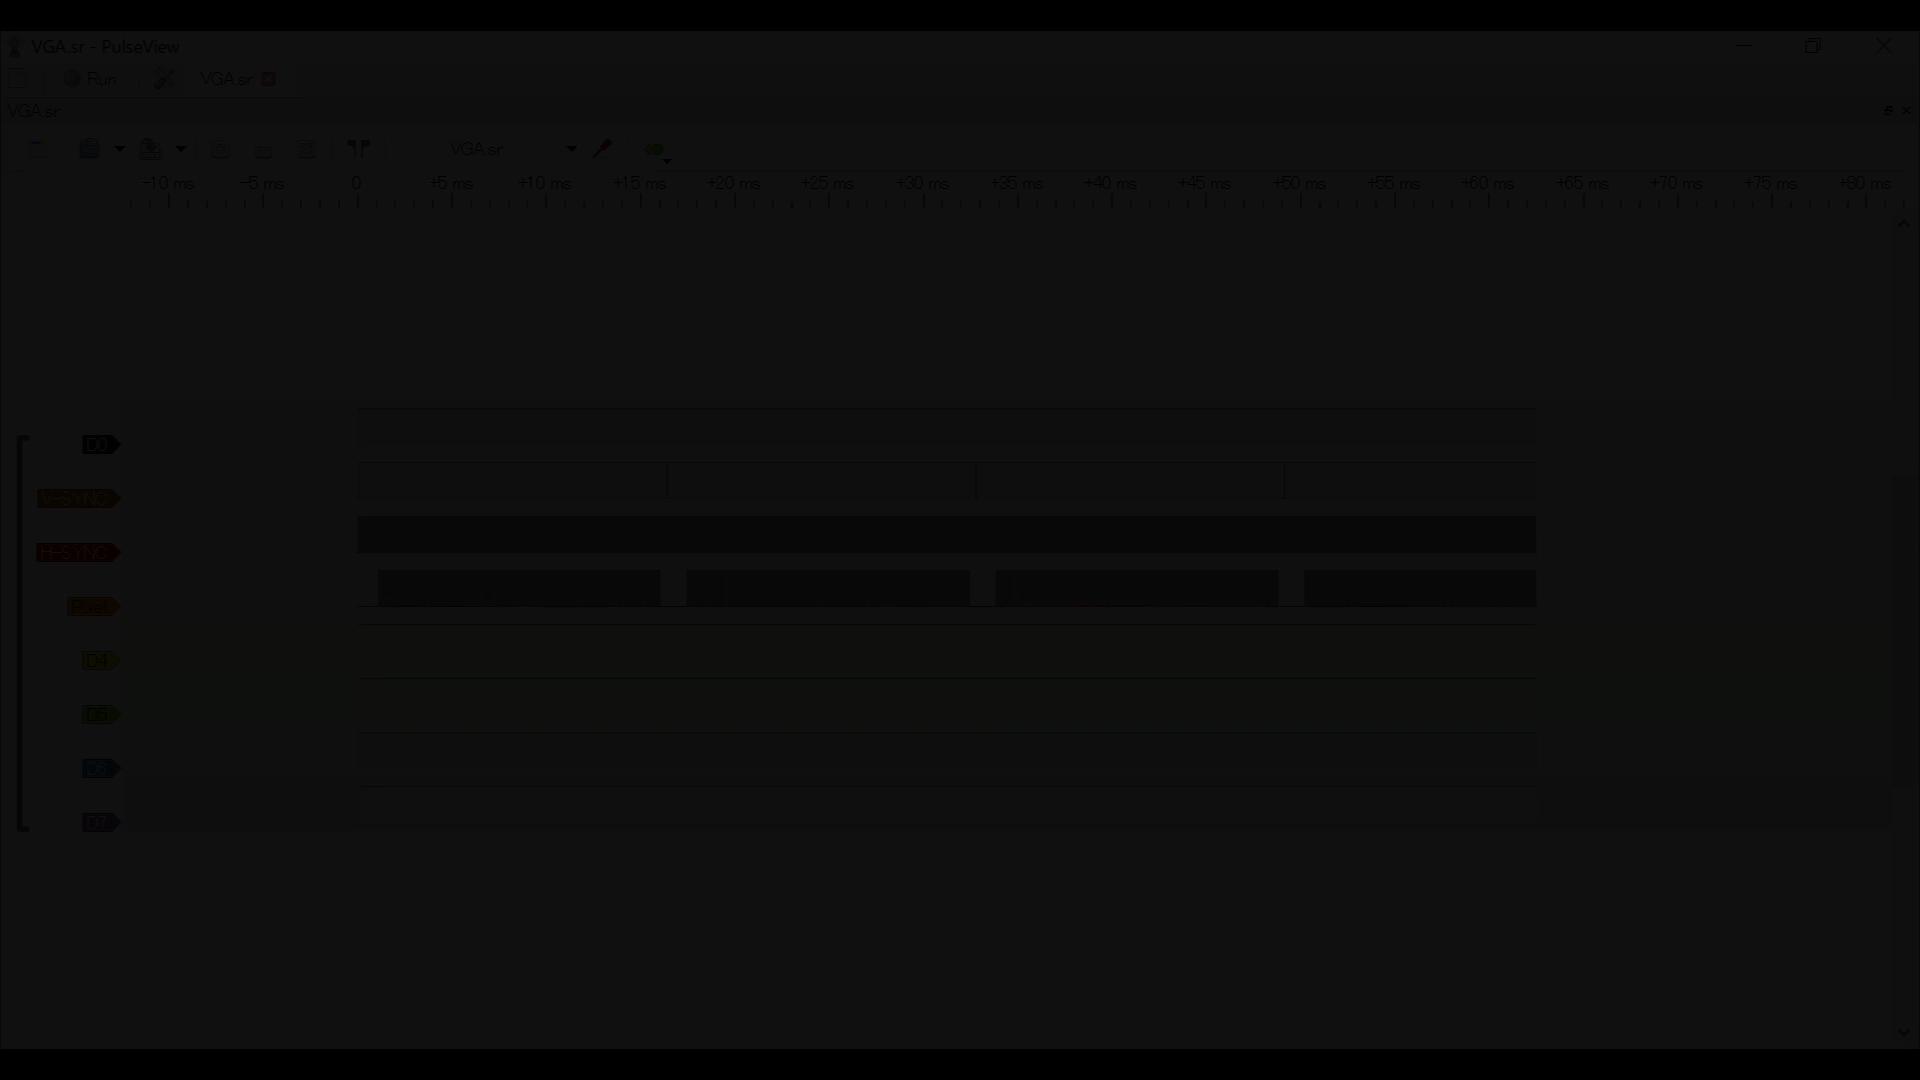 VGA.sr - PulseView
Run VGA.sr
VGA.sr
VGA.sr
-10 ms -5 ms 0 +5 ms +10 ms +15 ms +20 ms +25 ms +30 ms +35 ms +40 ms +45 ms +50 ms +55 ms +60 ms +65 ms +70 ms +75 ms +80 ms
D0
V-SYNC
H-SYNC
Pixel
D4
D5
D6
D7